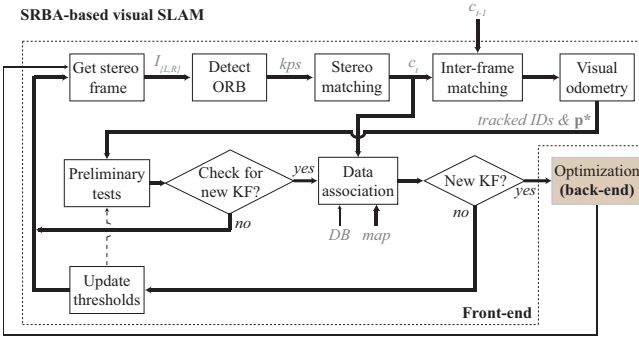 SRBA-based visual SLAM
c_{t-1}
Get stereo
frame
I_{{L,R}}
Detect
ORB
kps
Stereo
matching
c_t
Inter-frame
matching
Visual
odometry
tracked IDs & p*
Preliminary
tests
Check for
new KF?
yes
no
Data
association
DB
map
New KF?
yes
no
Optimization
(back-end)
Update
thresholds
Front-end